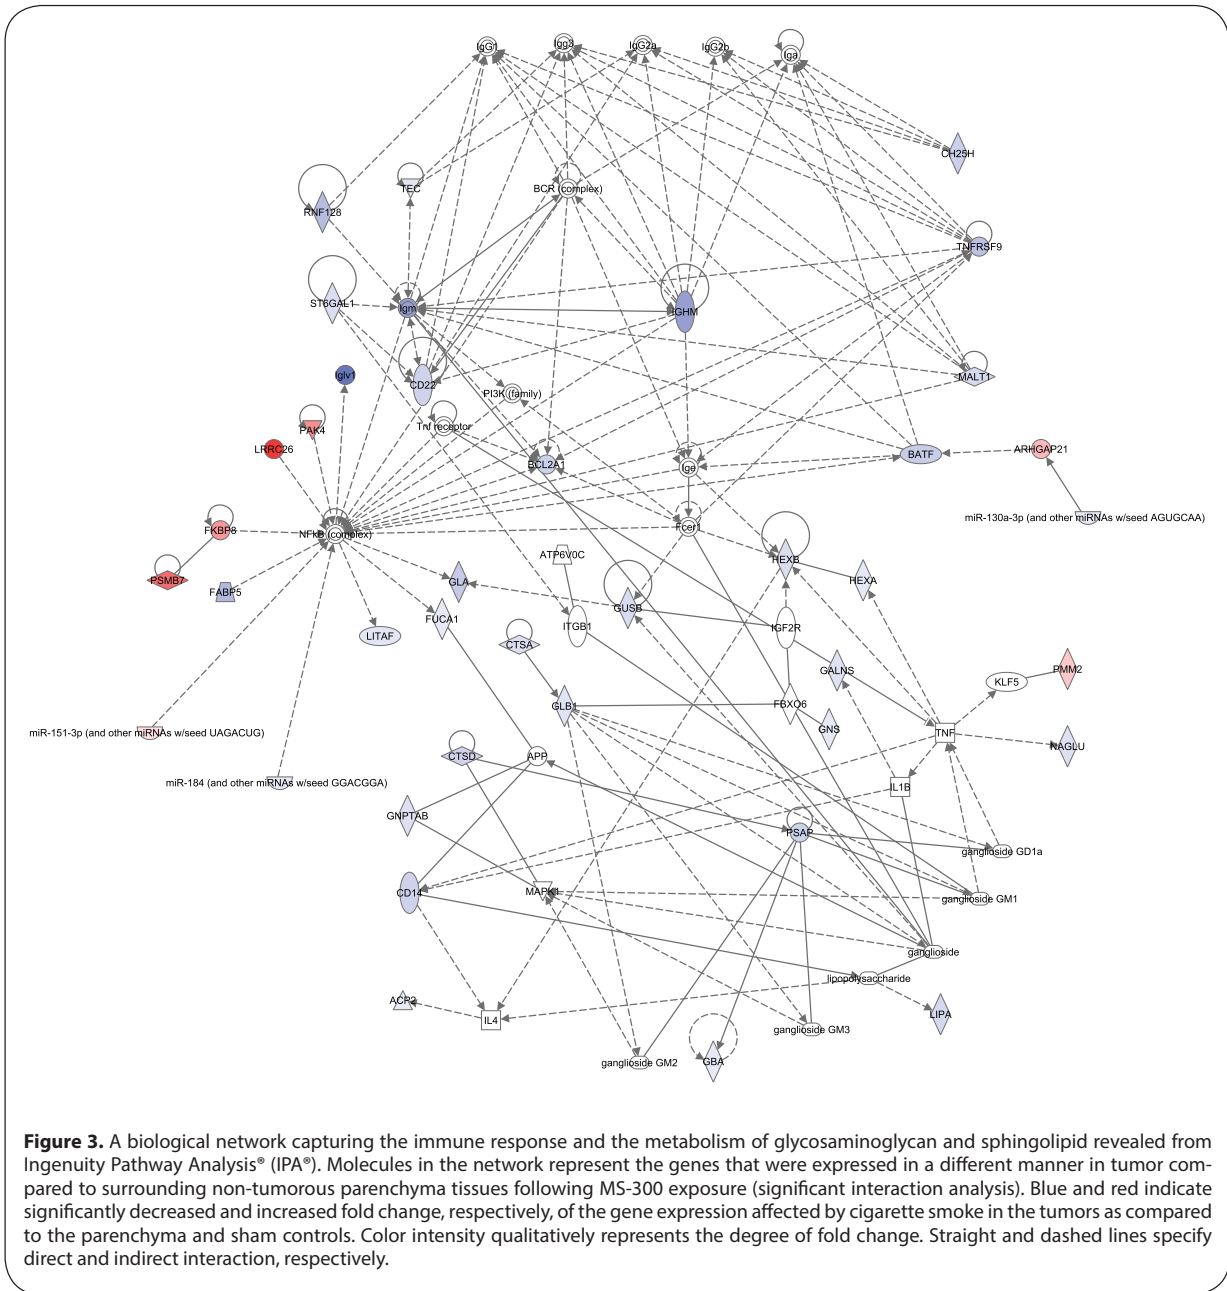 IgG1
Igg3
IgG2a
IgG2b
Iga
CH25H
TEC
BCR (complex)
RNF128
TNFRSF9
ST6GAL1
Igm
IGHM
Iglv1
CD22
PI3K (family)
MALT1
PAK4
Tnf receptor
LRRC26
BCL2A1
Ige
BATF
ARHGAP21
miR-130a-3p (and other miRNAs w/seed AGUGCAA)
FKBP8
NFkB (complex)
Fcer1
ATP6V0C
HEXB
PSMB7
FABP5
GLA
HEXA
GUSB
FUCA1
ITGB1
IGF2R
LITAF
CTSA
GALNS
PMM2
KLF5
GLB1
FBXO6
GNS
miR-151-3p (and other miRNAs w/seed UAGACUG)
TNF
NAGLU
CTSD
APP
miR-184 (and other miRNAs w/seed GGACGGA)
IL1B
GNPTAB
PSAP
ganglioside GD1a
CD14
MAPK1
ganglioside GM1
ganglioside
lipopolysaccharide
ACP2
IL4
LIPA
ganglioside GM3
ganglioside GM2
GBA
Figure 3. A biological network capturing the immune response and the metabolism of glycosaminoglycan and sphingolipid revealed from
Ingenuity Pathway Analysis® (IPA®). Molecules in the network represent the genes that were expressed in a different manner in tumor com-
pared to surrounding non-tumorous parenchyma tissues following MS-300 exposure (significant interaction analysis). Blue and red indicate
significantly decreased and increased fold change, respectively, of the gene expression affected by cigarette smoke in the tumors as compared
to the parenchyma and sham controls. Color intensity qualitatively represents the degree of fold change. Straight and dashed lines specify
direct and indirect interaction, respectively.